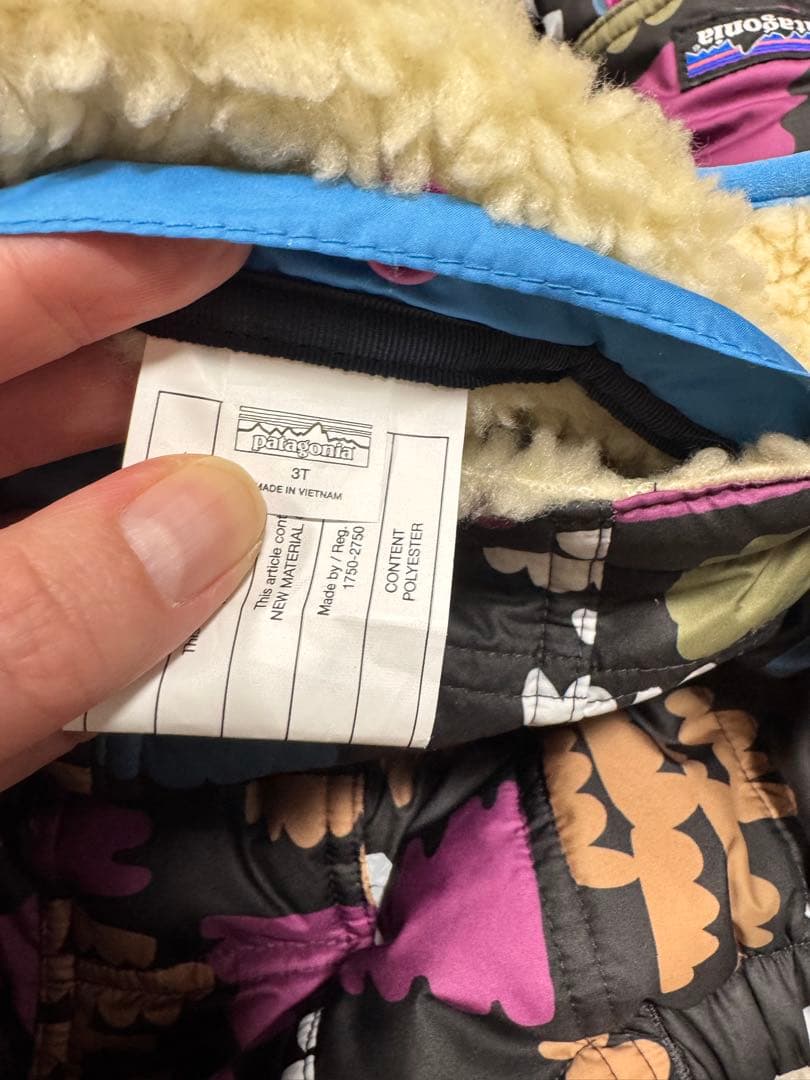 patagonia
patagonia
3T
MADE IN VIETNAM
This article cont
NEW MATERIAL
Made by / Reg.
1750-2750
CONTENT
POLYESTER